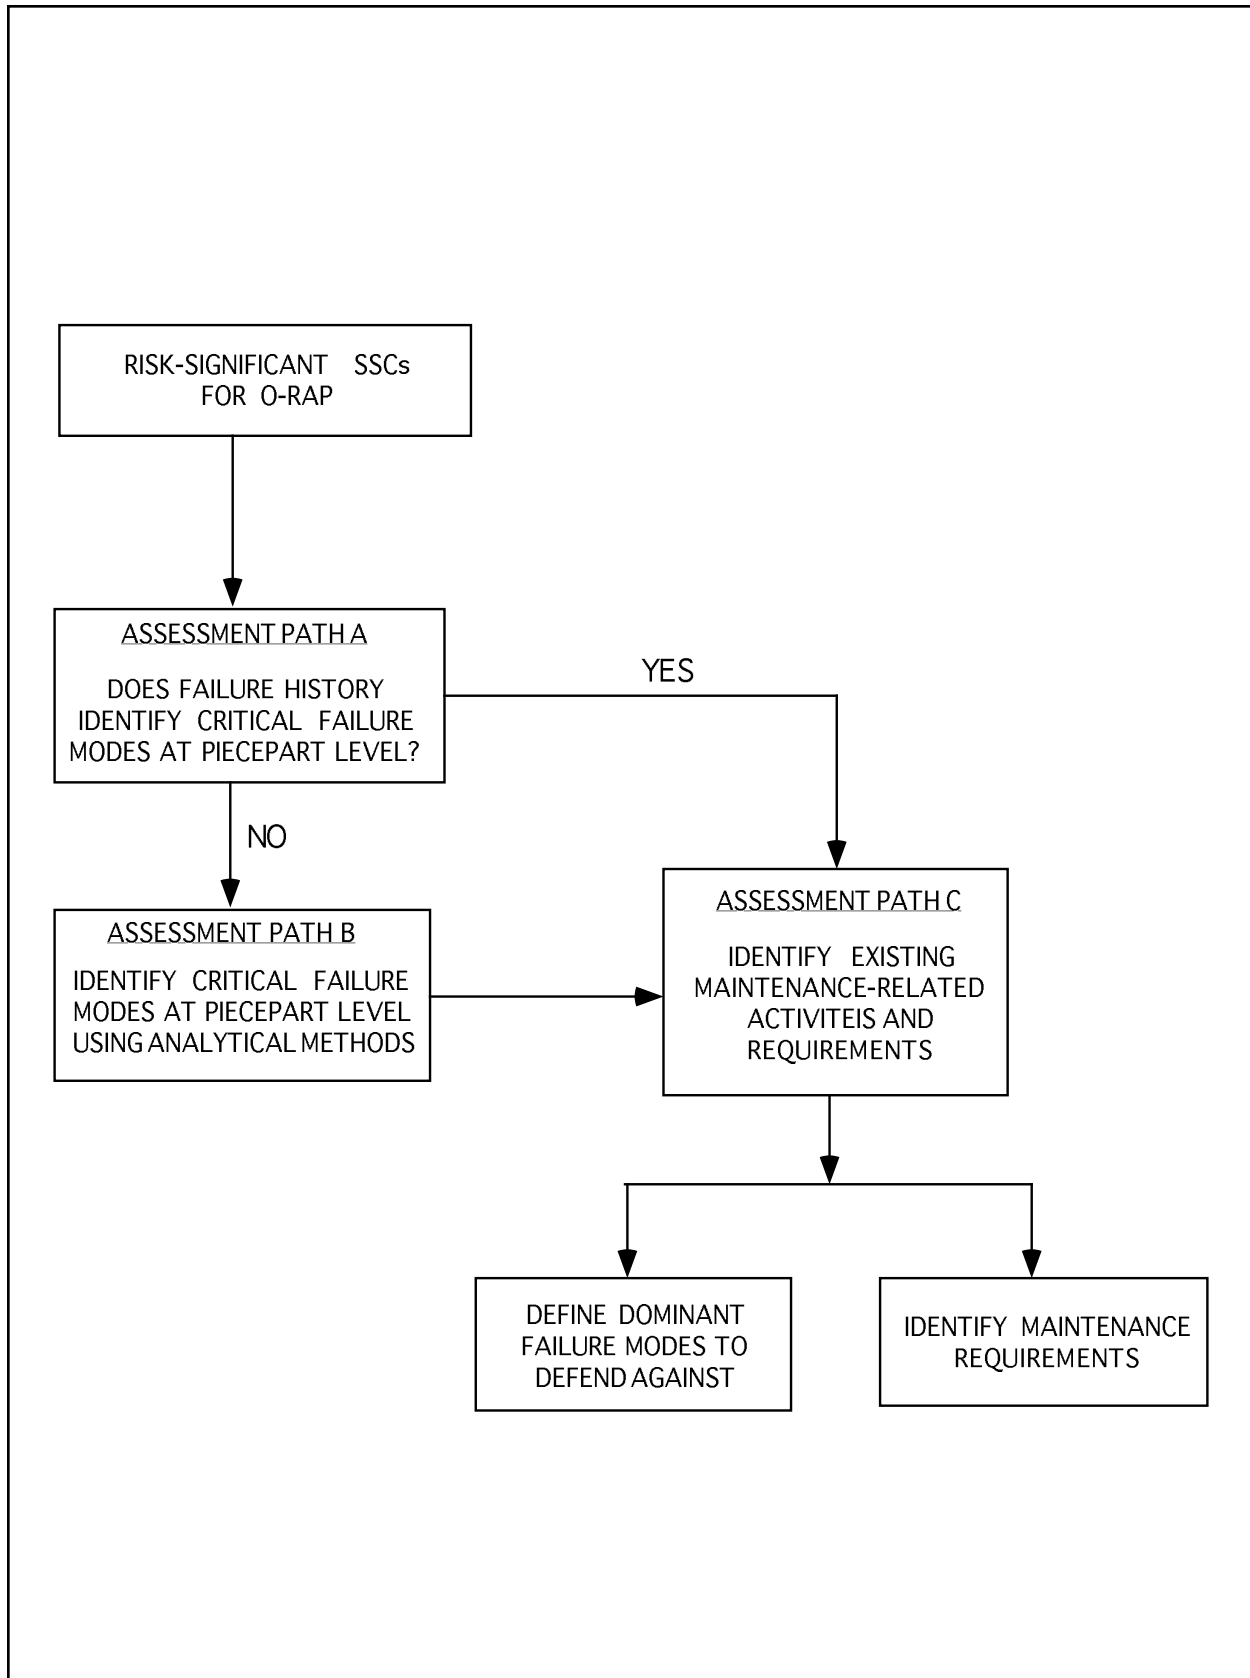 RISK-SIGNIFICANT SSCs
FOR O-RAP
ASSESSMENT PATH A
DOES FAILURE HISTORY
IDENTIFY CRITICAL FAILURE
MODES AT PIECEPART LEVEL?
YES
NO
ASSESSMENT PATH B
IDENTIFY CRITICAL FAILURE
MODES AT PIECEPART LEVEL
USING ANALYTICAL METHODS
ASSESSMENT PATH C
IDENTIFY EXISTING
MAINTENANCE-RELATED
ACTIVITEIS AND
REQUIREMENTS
DEFINE DOMINANT
FAILURE MODES TO
DEFEND AGAINST
IDENTIFY MAINTENANCE
REQUIREMENTS